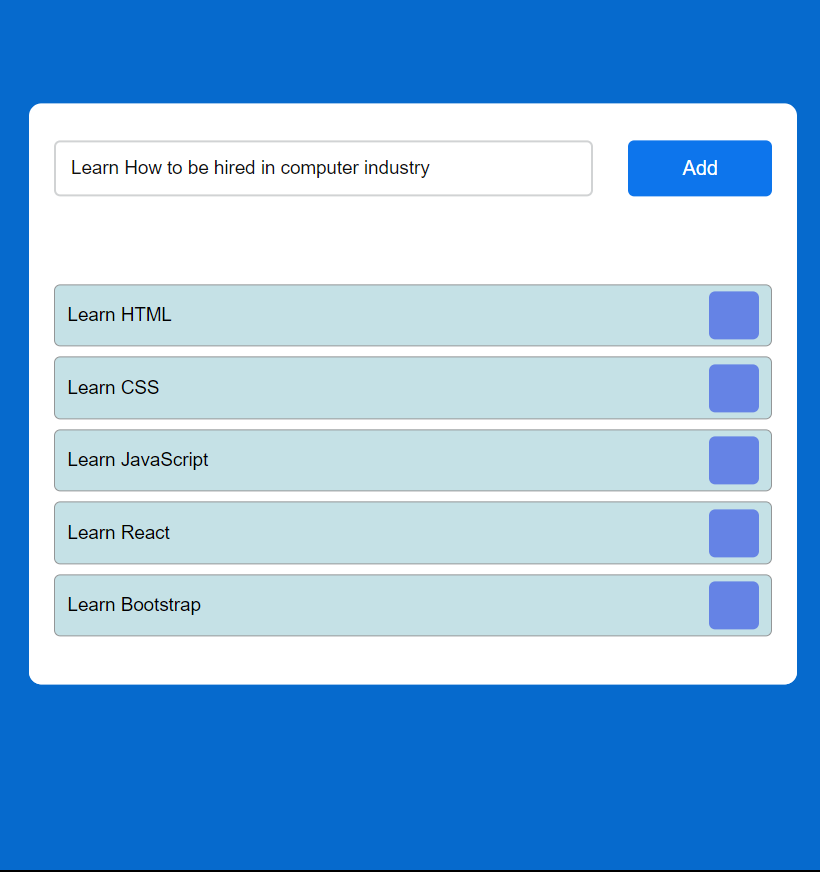 Learn How to be hired in computer industry
Add
Learn HTML
Learn CSS
Learn JavaScript
Learn React
Learn Bootstrap